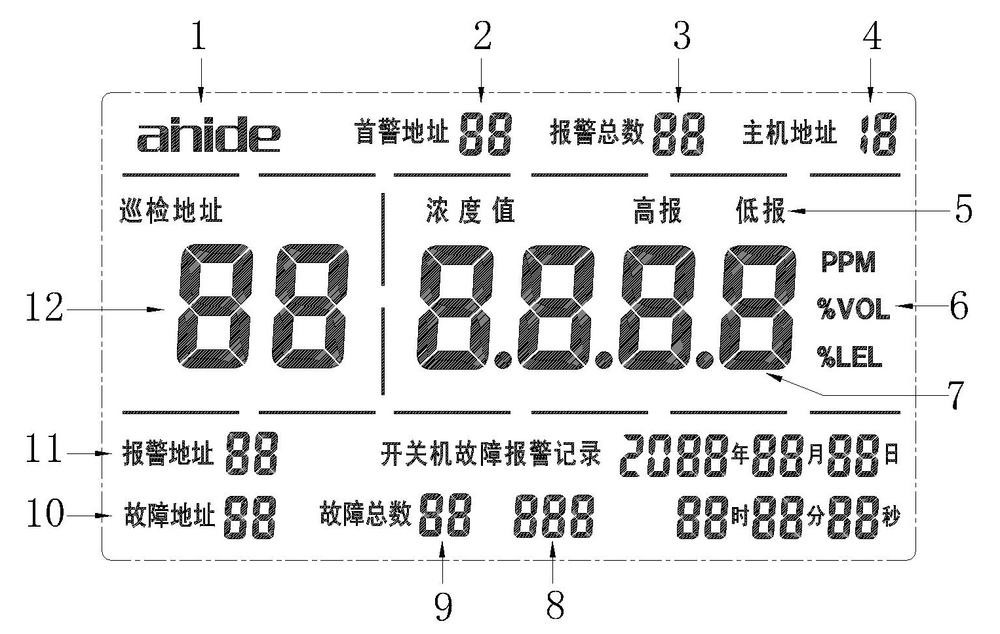 1 2 3 4
ahide 首警地址 88 报警总数 88 主机地址 18
巡检地址 浓度值 高报 低报 5
PPM
12 88 8.8.8.8 %VOL 6
%LEL
7
11 报警地址 88 开关机故障报警记录 2088年88月88日
10 故障地址 88 故障总数 88 888 88时88分88秒
9 8